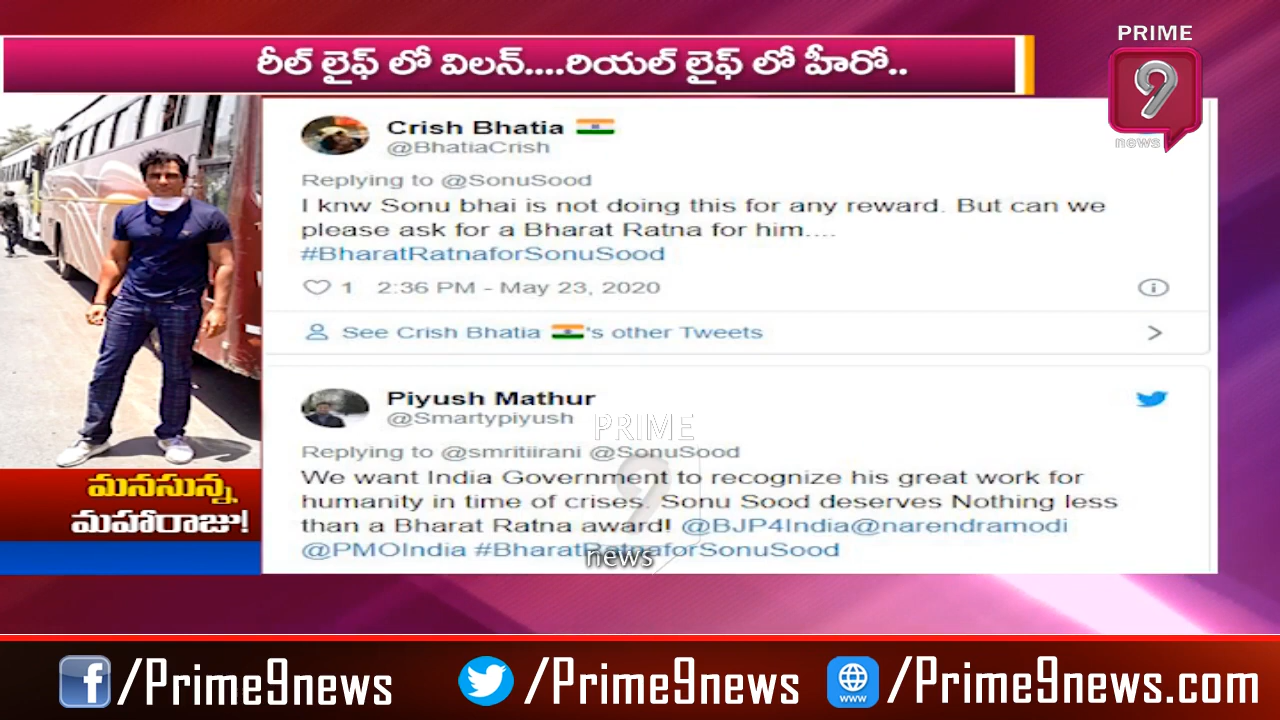 రీల్ లైఫ్ లో విలన్....రియల్ లైఫ్ లో హీరో..
PRIME
9
news
Crish Bhatia
@BhatiaCrish
Replying to @SonuSood
I knw Sonu bhai is not doing this for any reward. But can we
please ask for a Bharat Ratna for him....
#BharatRatnaforSonuSood
1 2:36 PM - May 23, 2020
See Crish Bhatia 's other Tweets
Piyush Mathur
@Smartypiyush
Replying to @smritiirani @SonuSood
We want India Government to recognize his great work for
humanity in time of crises. Sonu Sood deserves Nothing less
than a Bharat Ratna award! @BJP4India@narendramodi
@PMOIndia #BharatRatnaforSonuSood
PRIME
9
news
మనసున్న
మహారాజు!
/Prime9news
/Prime9news
www
/Prime9news.com